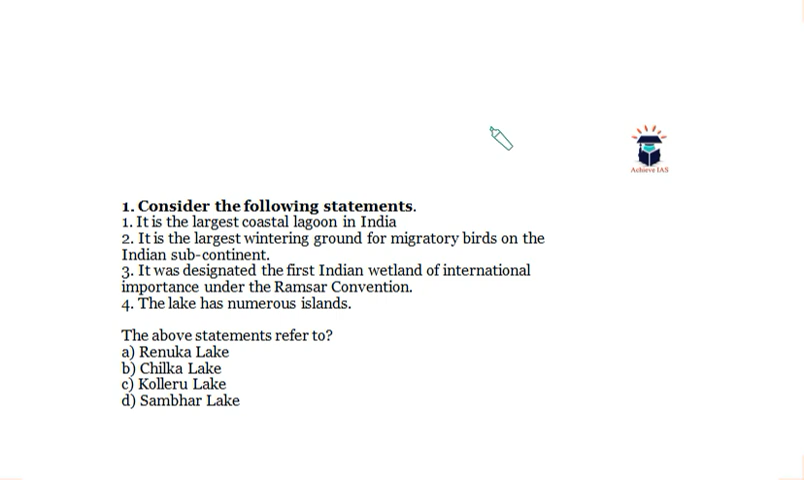 Achieve IAS
1. Consider the following statements.
1. It is the largest coastal lagoon in India
2. It is the largest wintering ground for migratory birds on the
Indian sub-continent.
3. It was designated the first Indian wetland of international
importance under the Ramsar Convention.
4. The lake has numerous islands.
The above statements refer to?
a) Renuka Lake
b) Chilka Lake
c) Kolleru Lake
d) Sambhar Lake